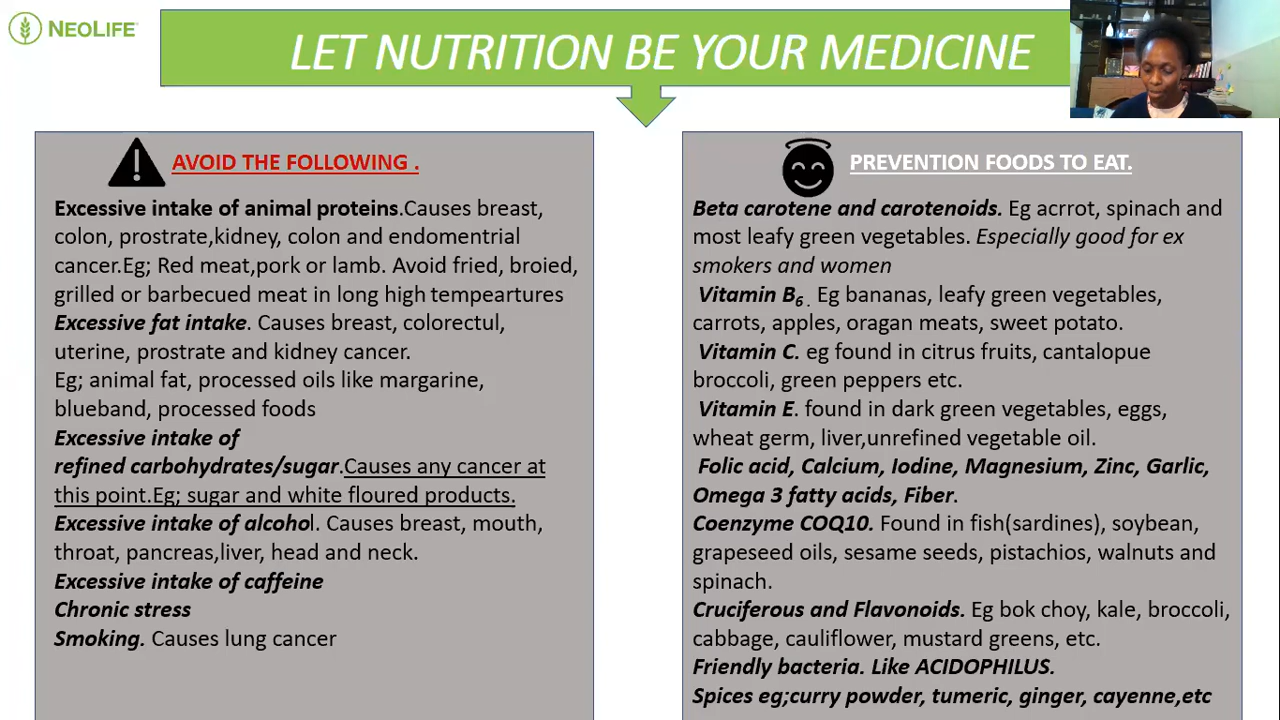 NEOLIFE
LET NUTRITION BE YOUR MEDICINE
AVOID THE FOLLOWING .
Excessive intake of animal proteins.Causes breast,
colon, prostrate,kidney, colon and endomentrial
cancer.Eg; Red meat,pork or lamb. Avoid fried, broied,
grilled or barbecued meat in long high tempeartures
Excessive fat intake. Causes breast, colorectul,
uterine, prostrate and kidney cancer.
Eg; animal fat, processed oils like margarine,
blueband, processed foods
Excessive intake of
refined carbohydrates/sugar.Causes any cancer at
this point.Eg; sugar and white floured products.
Excessive intake of alcohol. Causes breast, mouth,
throat, pancreas,liver, head and neck.
Excessive intake of caffeine
Chronic stress
Smoking. Causes lung cancer
PREVENTION FOODS TO EAT.
Beta carotene and carotenoids. Eg acrrot, spinach and
most leafy green vegetables. Especially good for ex
smokers and women
Vitamin B6 . Eg bananas, leafy green vegetables,
carrots, apples, oragan meats, sweet potato.
Vitamin C. eg found in citrus fruits, cantalopue
broccoli, green peppers etc.
Vitamin E. found in dark green vegetables, eggs,
wheat germ, liver,unrefined vegetable oil.
Folic acid, Calcium, Iodine, Magnesium, Zinc, Garlic,
Omega 3 fatty acids, Fiber.
Coenzyme COQ10. Found in fish(sardines), soybean,
grapeseed oils, sesame seeds, pistachios, walnuts and
spinach.
Cruciferous and Flavonoids. Eg bok choy, kale, broccoli,
cabbage, cauliflower, mustard greens, etc.
Friendly bacteria. Like ACIDOPHILUS.
Spices eg;curry powder, tumeric, ginger, cayenne,etc